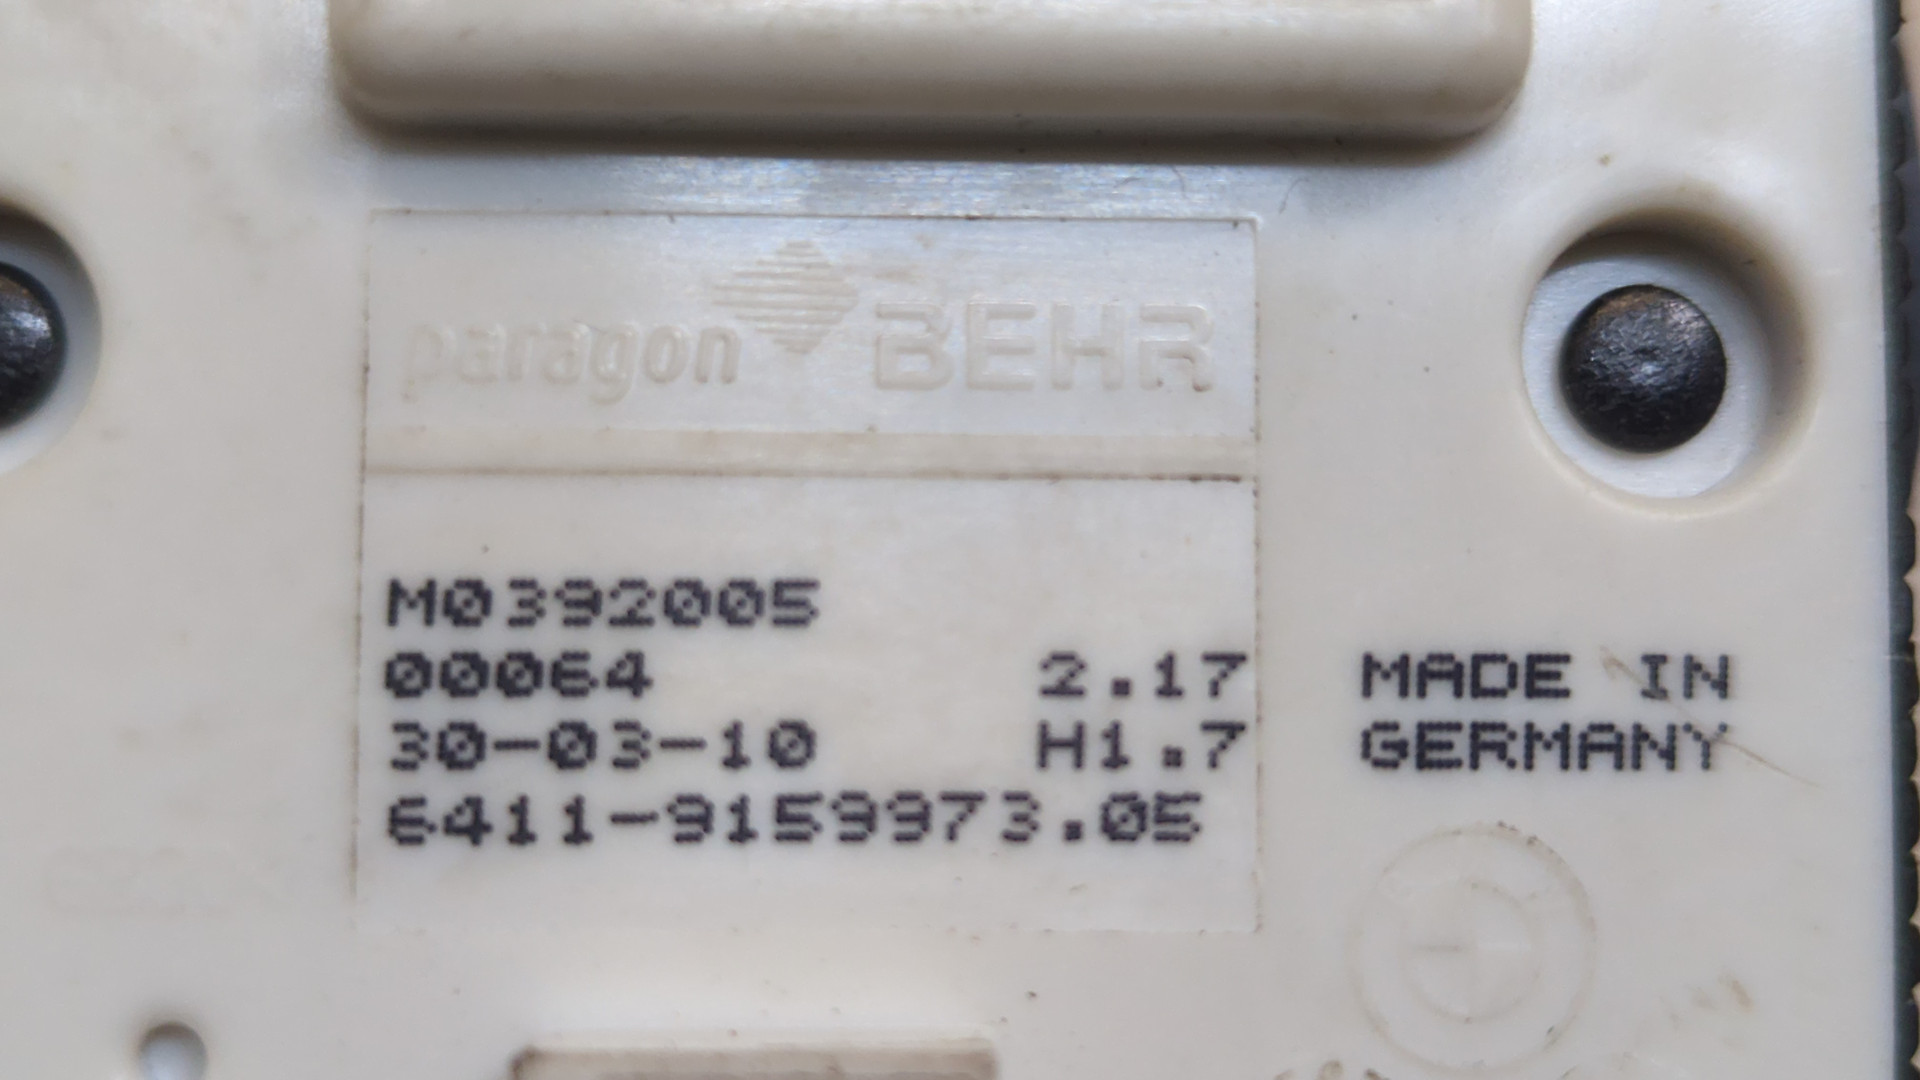 paragon BEHR
M0392005
00064 2.17
30-03-10 H1.7
6411-9159973.05
MADE IN
GERMANY